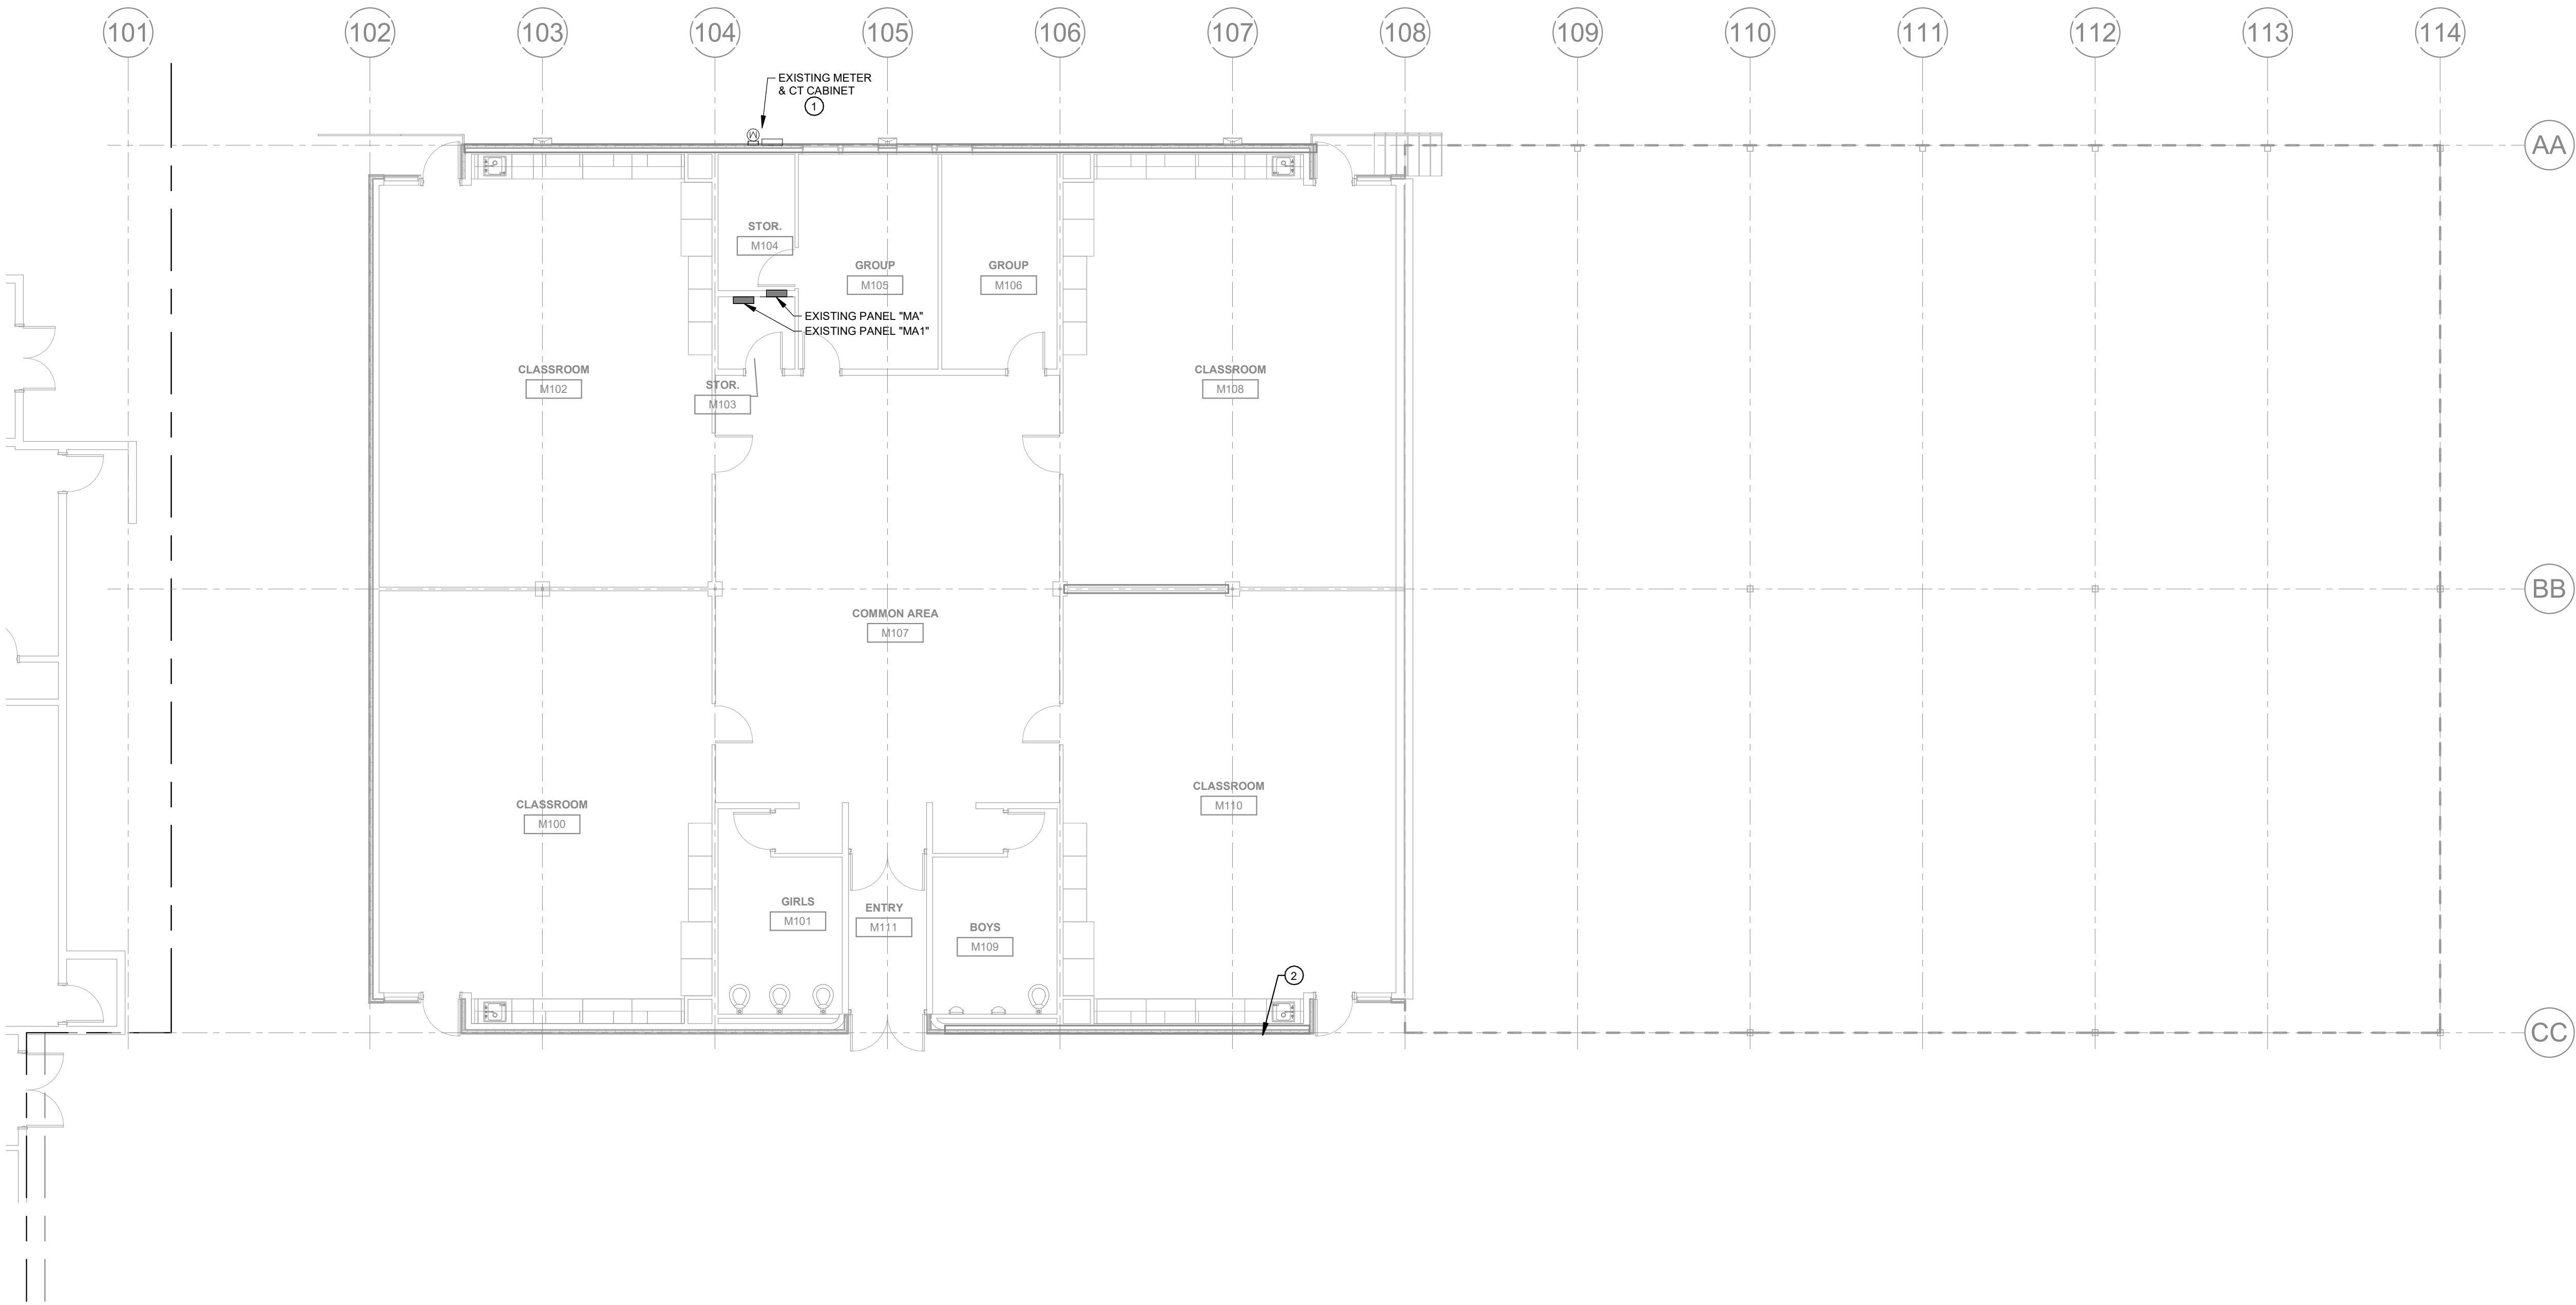 101 102 103 104 105 106 107 108 109 110 111 112 113 114
EXISTING METER
& CT CABINET
1
M
AA
STOR.
M104
GROUP
M105
GROUP
M106
EXISTING PANEL "MA"
EXISTING PANEL "MA1"
CLASSROOM
M102
STOR.
M103
CLASSROOM
M108
BB
COMMON AREA
M107
CLASSROOM
M100
CLASSROOM
M110
GIRLS
M101
ENTRY
M111
BOYS
M109
2
CC